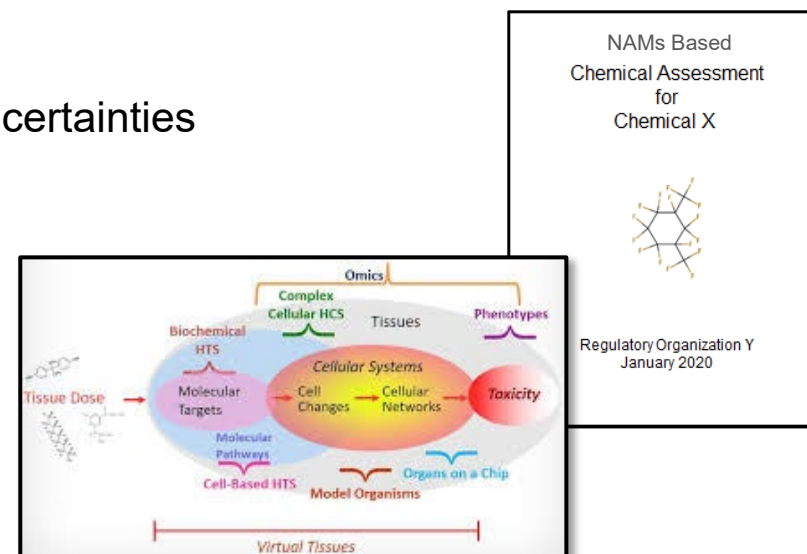 certainties
NAMs Based
Chemical Assessment
for
Chemical X
Regulatory Organization Y
January 2020
Omics
Complex
Cellular HCS
Tissues
Phenotypes
Biochemical
HTS
Cellular Systems
Tissue Dose
Molecular
Targets
Cell
Changes
Cellular
Networks
Toxicity
Molecular
Pathways
Cell-Based HTS
Organs on a Chip
Model Organisms
Virtual Tissues